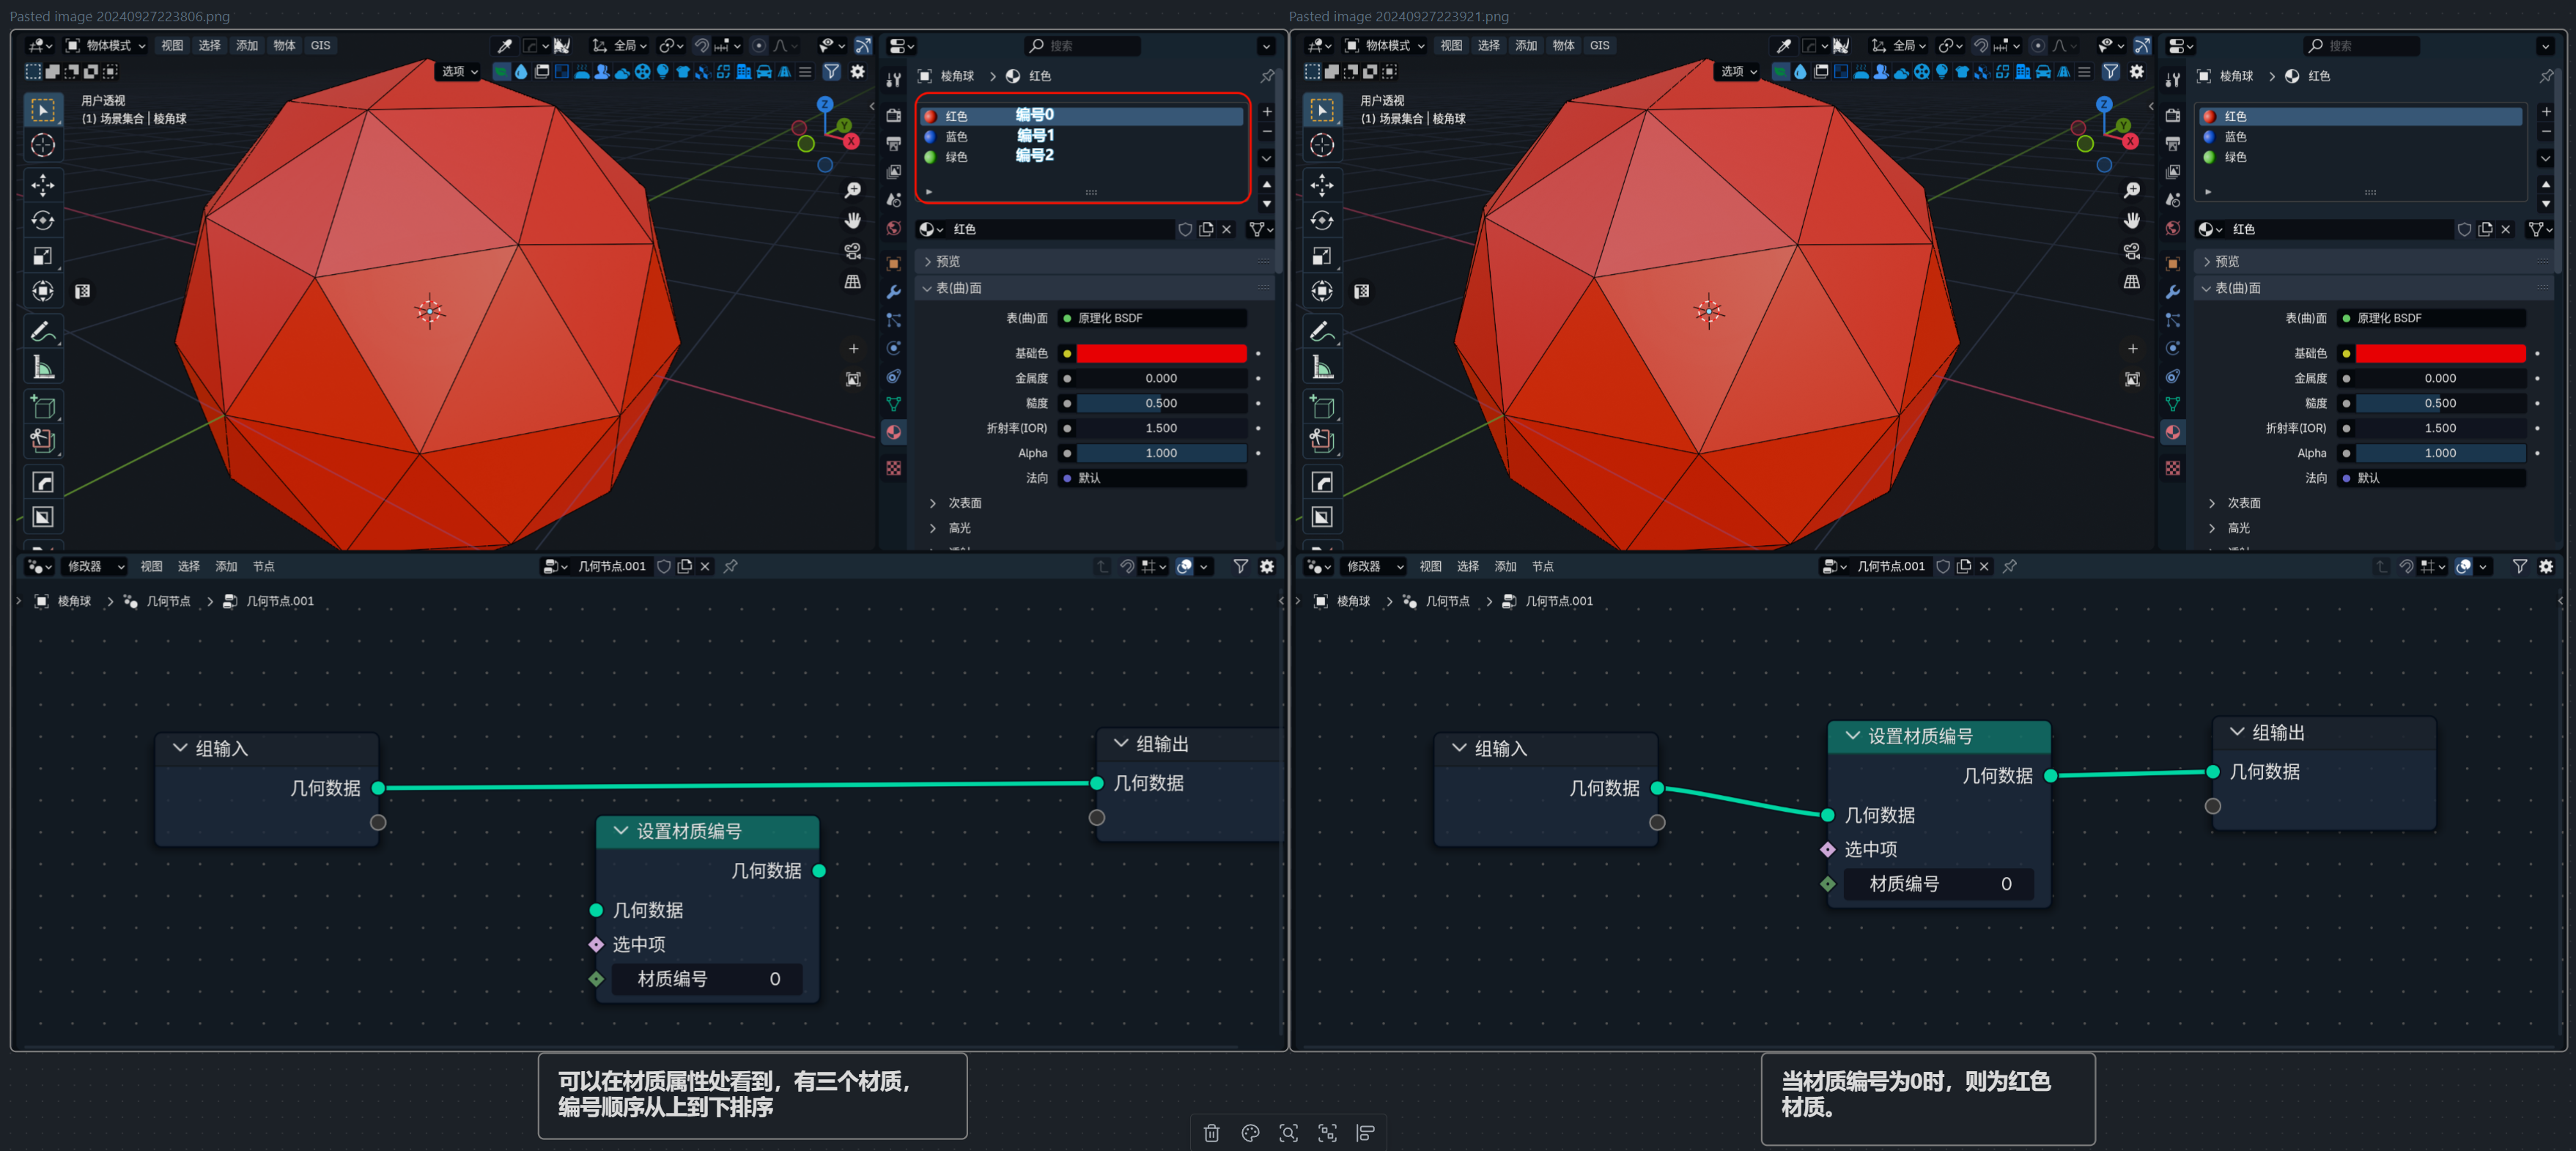 Pasted image 20240927223806.png
物体模式 视图 选择 添加 物体 GIS
全局
搜索
选项
用户透视
(1) 场景集合 | 棱角球
Z
Y
X
棱角球 > 红色
红色 编号0
蓝色 编号1
绿色 编号2
红色
预览
表(曲)面
表(曲)面 原理化 BSDF
基础色
金属度 0.000
糙度 0.500
折射率(IOR) 1.500
Alpha 1.000
法向 默认
次表面
高光
修改器 视图 选择 添加 节点
几何节点.001
棱角球 > 几何节点 > 几何节点.001
组输入
几何数据
设置材质编号
几何数据
几何数据
选中项
材质编号 0
组输出
几何数据
可以在材质属性处看到，有三个材质，
编号顺序从上到下排序
Pasted image 20240927223921.png
物体模式 视图 选择 添加 物体 GIS
全局
搜索
选项
用户透视
(1) 场景集合 | 棱角球
Z
Y
X
棱角球 > 红色
红色
蓝色
绿色
红色
预览
表(曲)面
表(曲)面 原理化 BSDF
基础色
金属度 0.000
糙度 0.500
折射率(IOR) 1.500
Alpha 1.000
法向 默认
次表面
高光
修改器 视图 选择 添加 节点
几何节点.001
棱角球 > 几何节点 > 几何节点.001
组输入
几何数据
设置材质编号
几何数据
几何数据
选中项
材质编号 0
组输出
几何数据
当材质编号为0时，则为红色
材质。